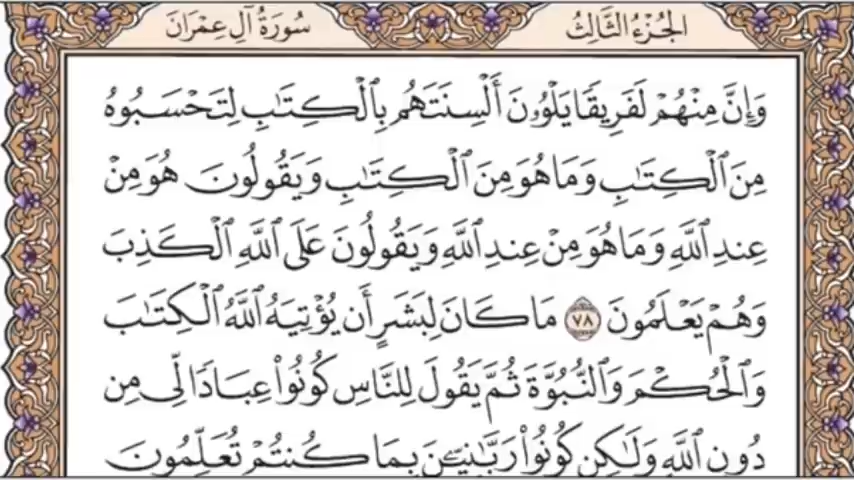 الجُزْءُ الثَّالِثُ
سُورَةُ آلِ عِمْرَانَ
وَإِنَّ مِنْهُمْ لَفَرِيقًا يَلْوُۥنَ أَلْسِنَتَهُم بِٱلْكِتَٰبِ لِتَحْسَبُوهُ
مِنَ ٱلْكِتَٰبِ وَمَا هُوَ مِنَ ٱلْكِتَٰبِ وَيَقُولُونَ هُوَ مِنْ
عِندِ ٱللَّهِ وَمَا هُوَ مِنْ عِندِ ٱللَّهِ وَيَقُولُونَ عَلَى ٱللَّهِ ٱلْكَذِبَ
وَهُمْ يَعْلَمُونَ ٧٨ مَا كَانَ لِبَشَرٍ أَن يُؤْتِيَهُ ٱللَّهُ ٱلْكِتَٰبَ
وَٱلْحُكْمَ وَٱلنُّبُوَّةَ ثُمَّ يَقُولَ لِلنَّاسِ كُونُوا۟ عِبَادًا لِّى مِن
دُونِ ٱللَّهِ وَلَٰكِن كُونُوا۟ رَبَّٰنِيِّۦنَ بِمَا كُنتُمْ تُعَلِّمُونَ